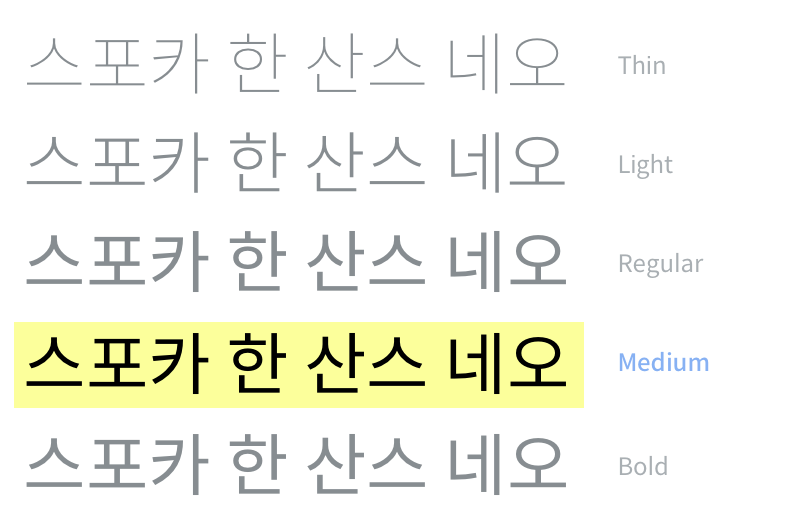 스포카 한 산스 네오 Thin
스포카 한 산스 네오 Light
스포카 한 산스 네오 Regular
스포카 한 산스 네오 Medium
스포카 한 산스 네오 Bold